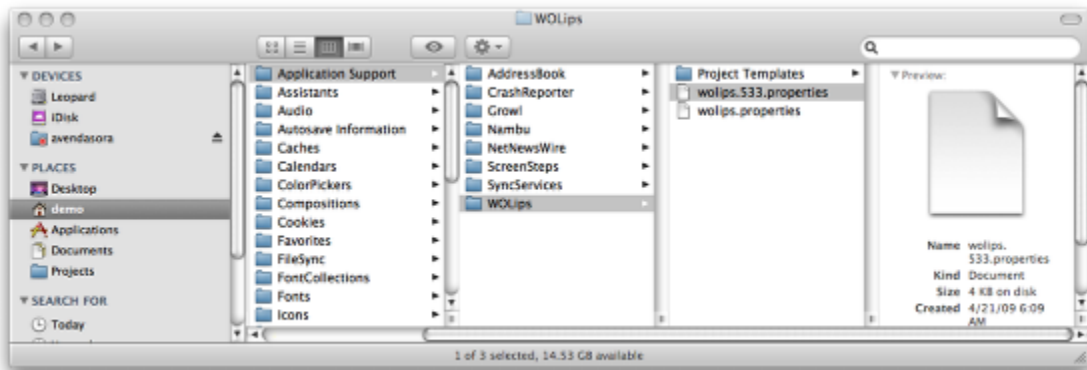 WOLips
DEVICES
Leopard
iDisk
avendasora
PLACES
Desktop
demo
Applications
Documents
Projects
SEARCH FOR
Today
Application Support
Assistants
Audio
Autosave Information
Caches
Calendars
ColorPickers
Compositions
Cookies
Favorites
FileSync
FontCollections
Fonts
Icons
AddressBook
CrashReporter
Growl
Nambu
NetNewsWire
ScreenSteps
SyncServices
WOLips
Project Templates
wolips.533.properties
wolips.properties
Preview:
Name wolips.
533.properties
Kind Document
Size 4 KB on disk
Created 4/21/09 6:09
AM
1 of 3 selected, 14.53 GB available